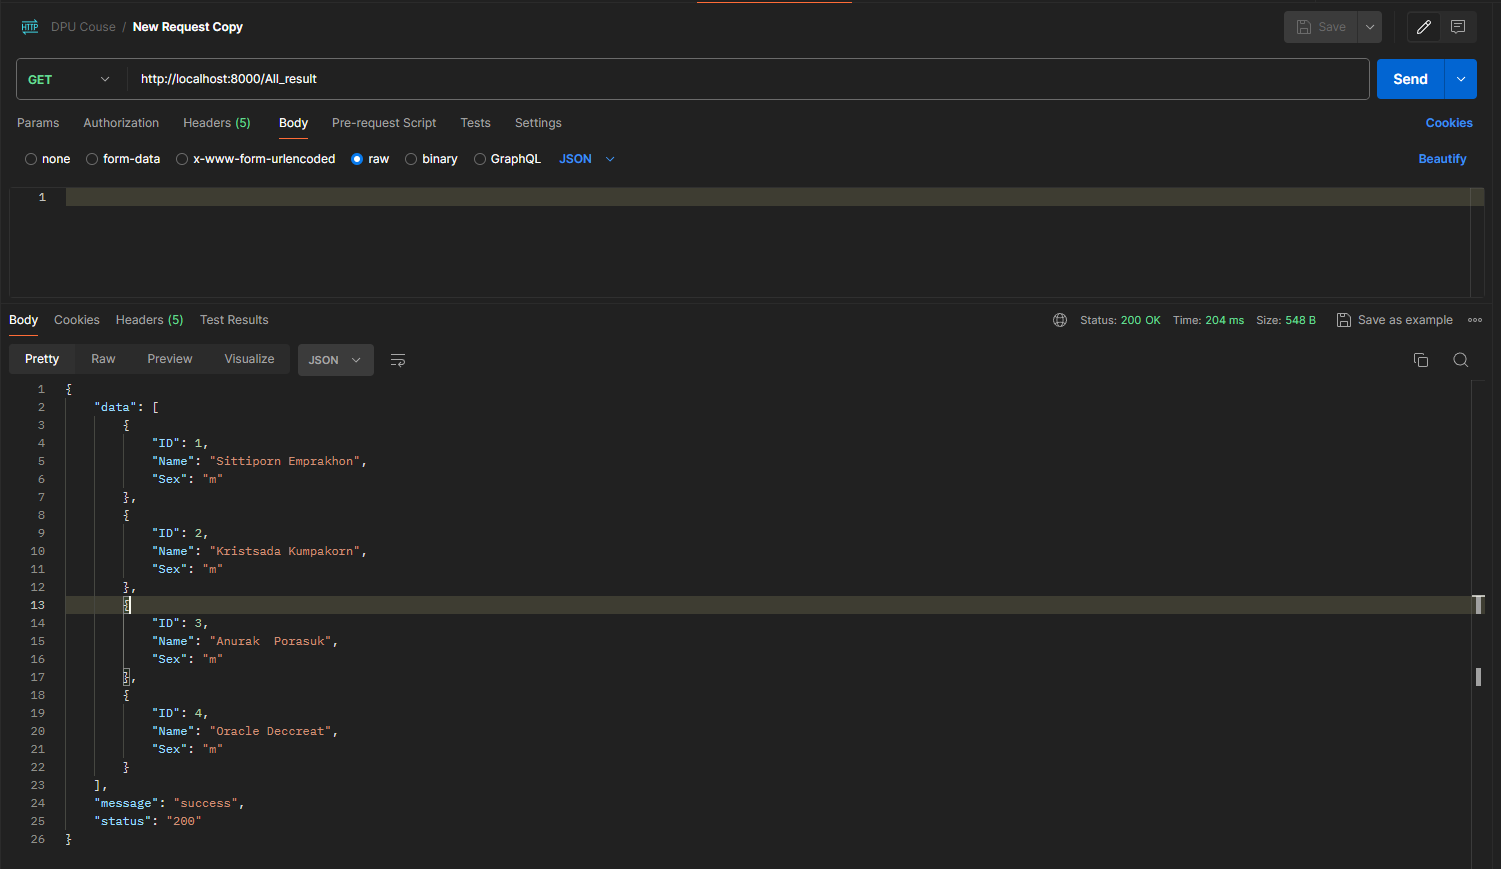 HTTP DPU Couse / New Request Copy Save
GET http://localhost:8000/All_result Send
Params Authorization Headers (5) Body Pre-request Script Tests Settings Cookies
none form-data x-www-form-urlencoded raw binary GraphQL JSON Beautify
1
Body Cookies Headers (5) Test Results Status: 200 OK Time: 204 ms Size: 548 B Save as example
Pretty Raw Preview Visualize JSON
1 {
2 "data": [
3 {
4 "ID": 1,
5 "Name": "Sittiporn Emprakhon",
6 "Sex": "m"
7 },
8 {
9 "ID": 2,
10 "Name": "Kristsada Kumpakorn",
11 "Sex": "m"
12 },
13 {
14 "ID": 3,
15 "Name": "Anurak  Porasuk",
16 "Sex": "m"
17 },
18 {
19 "ID": 4,
20 "Name": "Oracle Deccreat",
21 "Sex": "m"
22 }
23 ],
24 "message": "success",
25 "status": "200"
26 }